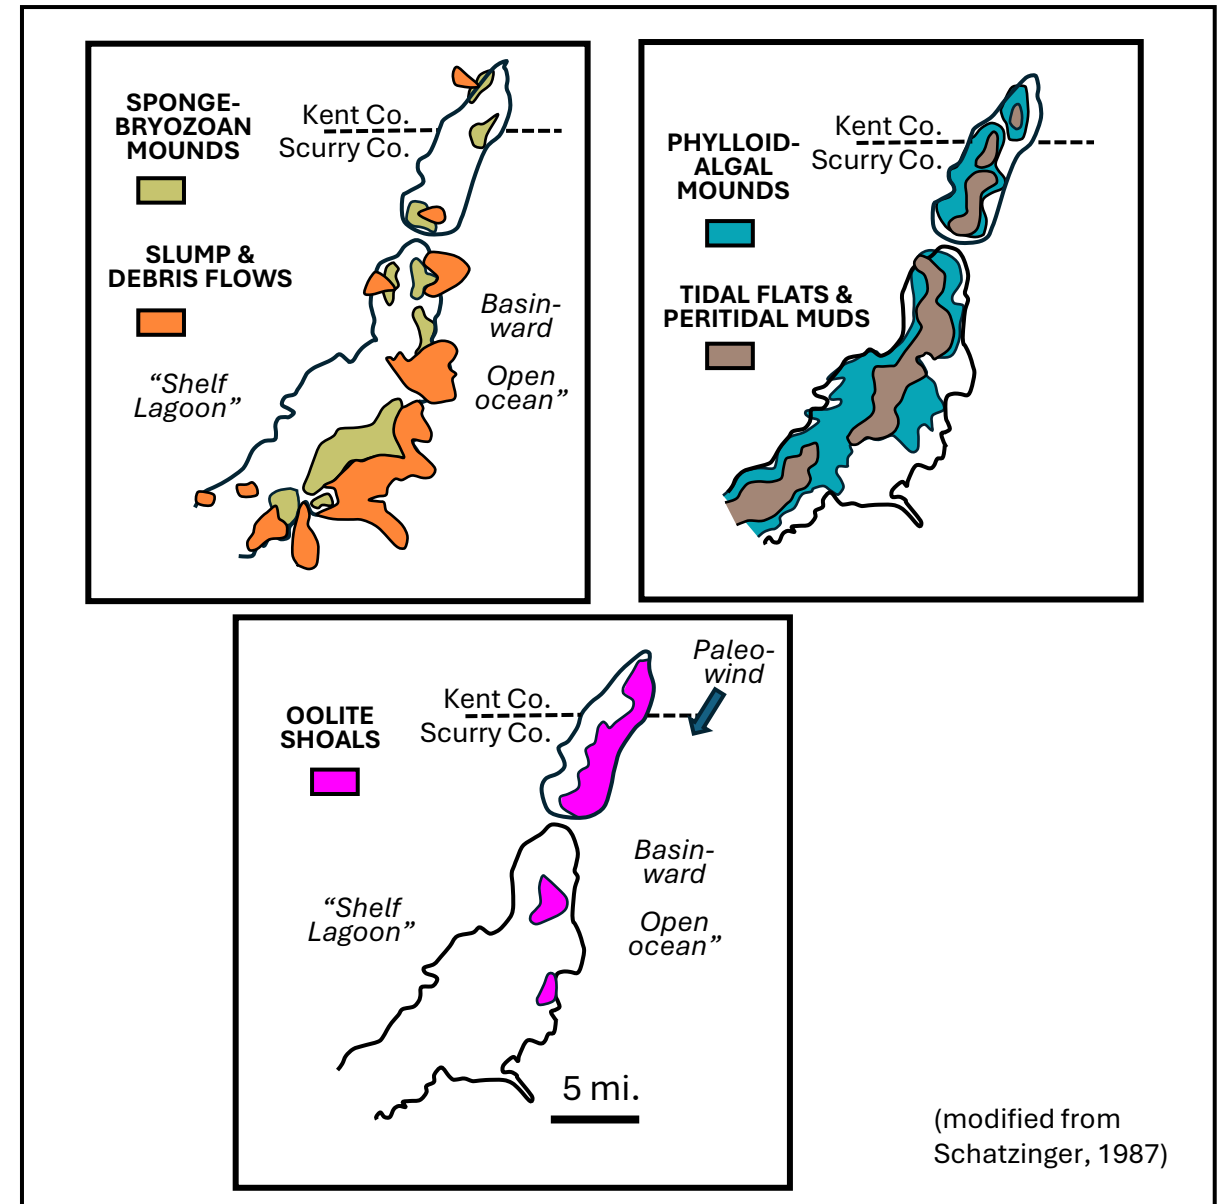 SPONGE-
BRYOZOAN
MOUNDS
SLUMP &
DEBRIS FLOWS
Kent Co.
Scurry Co.
Basin-
ward
Open
ocean”
“Shelf
Lagoon”
PHYLLOID-
ALGAL
MOUNDS
TIDAL FLATS &
PERITIDAL MUDS
Kent Co.
Scurry Co.
OOLITE
SHOALS
Kent Co.
Scurry Co.
Paleo-
wind
Basin-
ward
Open
ocean”
“Shelf
Lagoon”
5 mi.
(modified from
Schatzinger, 1987)